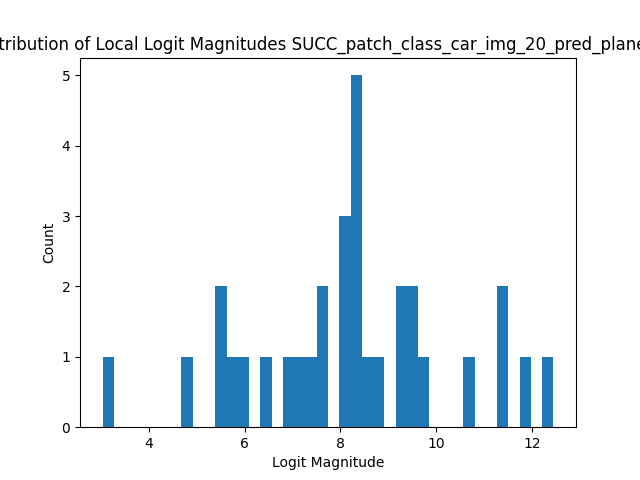 tribution of Local Logit Magnitudes SUCC_patch_class_car_img_20_pred_plane
5
4
3
2
1
0
Count
4 6 8 10 12
Logit Magnitude